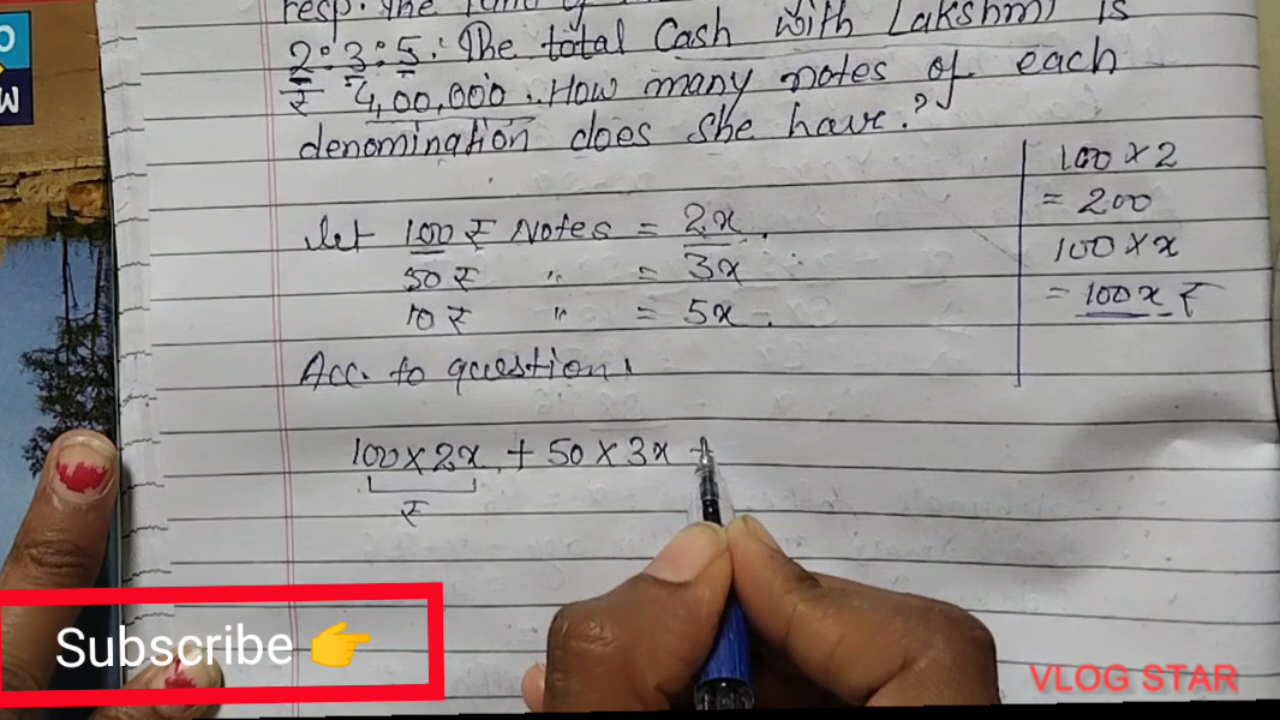 resp. The
2:3:5. The total Cash with Lakshmi is
₹ 4,00,000. How many notes of each
denomination does she have.?
let 100 ₹ Notes = 2x.
50 ₹ " = 3x
10 ₹ " = 5x.
Acc. to question,
100 × 2x + 50 × 3x +
₹
100 × 2
= 200
100 × x
= 100x ₹
Subscribe 👉
VLOG STAR